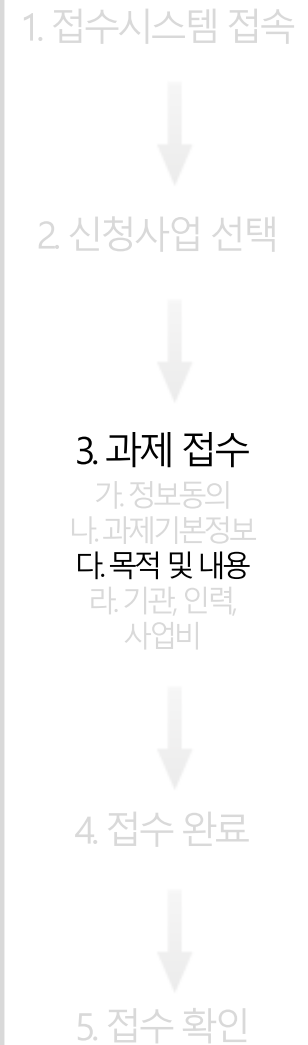 1. 접수시스템 접속
2. 신청사업 선택
3. 과제 접수
가. 정보동의
나. 과제기본정보
다. 목적 및 내용
라. 기관, 인력,
사업비
4. 접수 완료
5. 접수 확인